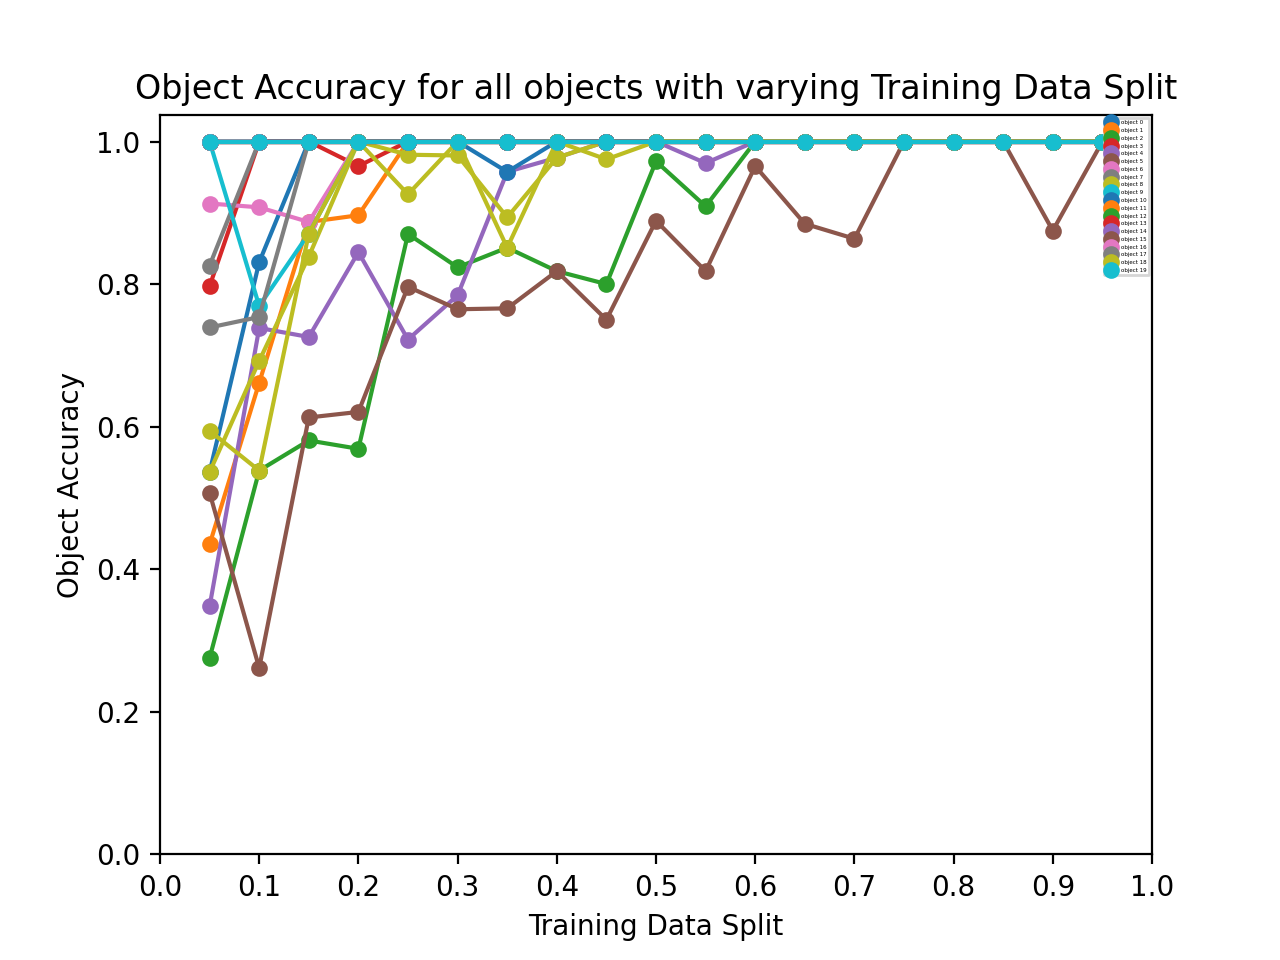 Object Accuracy for all objects with varying Training Data Split
1.0
0.8
0.6
0.4
0.2
0.0
Object Accuracy
0.0 0.1 0.2 0.3 0.4 0.5 0.6 0.7 0.8 0.9 1.0
Training Data Split
object 0
object 1
object 2
object 3
object 4
object 5
object 6
object 7
object 8
object 9
object 10
object 11
object 12
object 13
object 14
object 15
object 16
object 17
object 18
object 19